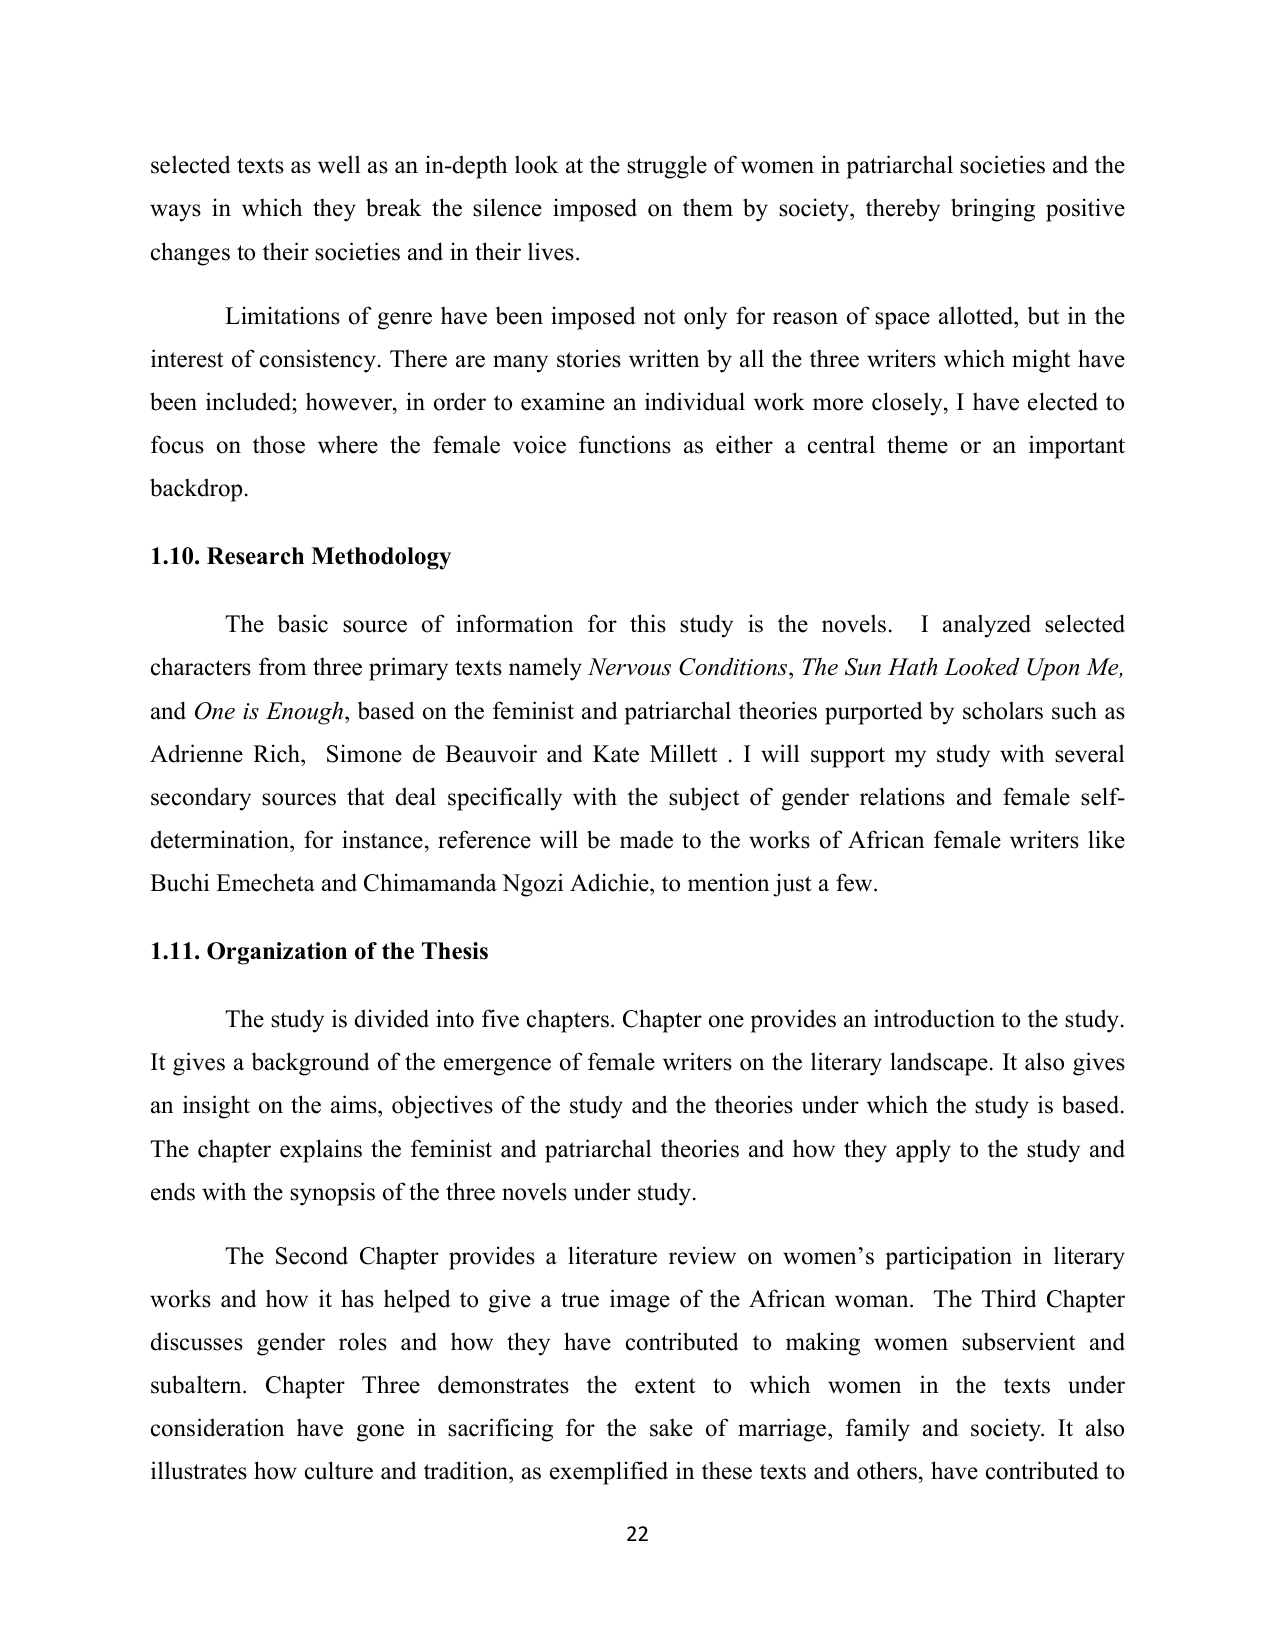 selected texts as well as an in-depth look at the struggle of women in patriarchal societies and the
ways in which they break the silence imposed on them by society, thereby bringing positive
changes to their societies and in their lives.
Limitations of genre have been imposed not only for reason of space allotted, but in the
interest of consistency. There are many stories written by all the three writers which might have
been included; however, in order to examine an individual work more closely, I have elected to
focus on those where the female voice functions as either a central theme or an important
backdrop.
1.10. Research Methodology
The basic source of information for this study is the novels.  I analyzed selected
characters from three primary texts namely Nervous Conditions, The Sun Hath Looked Upon Me,
and One is Enough, based on the feminist and patriarchal theories purported by scholars such as
Adrienne Rich,  Simone de Beauvoir and Kate Millett . I will support my study with several
secondary sources that deal specifically with the subject of gender relations and female self-
determination, for instance, reference will be made to the works of African female writers like
Buchi Emecheta and Chimamanda Ngozi Adichie, to mention just a few.
1.11. Organization of the Thesis
The study is divided into five chapters. Chapter one provides an introduction to the study.
It gives a background of the emergence of female writers on the literary landscape. It also gives
an insight on the aims, objectives of the study and the theories under which the study is based.
The chapter explains the feminist and patriarchal theories and how they apply to the study and
ends with the synopsis of the three novels under study.
The Second Chapter provides a literature review on women’s participation in literary
works and how it has helped to give a true image of the African woman.  The Third Chapter
discusses gender roles and how they have contributed to making women subservient and
subaltern. Chapter Three demonstrates the extent to which women in the texts under
consideration have gone in sacrificing for the sake of marriage, family and society. It also
illustrates how culture and tradition, as exemplified in these texts and others, have contributed to
22